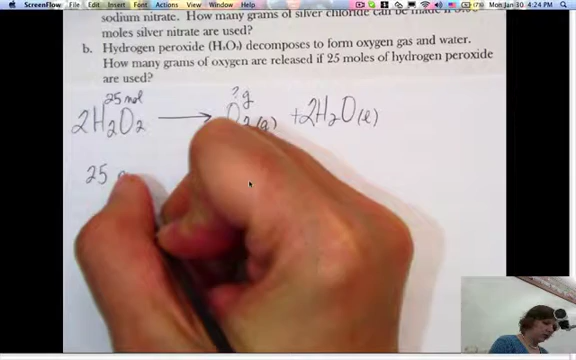 ScreenFlow File Edit Insert Font Actions View Window Help Mon Jan 10 4:24 PM
sodium nitrate. How many grams of silver chloride can be made if
moles silver nitrate are used?
b. Hydrogen peroxide (H₂O₂) decomposes to form oxygen gas and water.
How many grams of oxygen are released if 25 moles of hydrogen peroxide
are used?
25 mol ? g
2H₂O₂ → O₂(g) + 2H₂O(l)
25